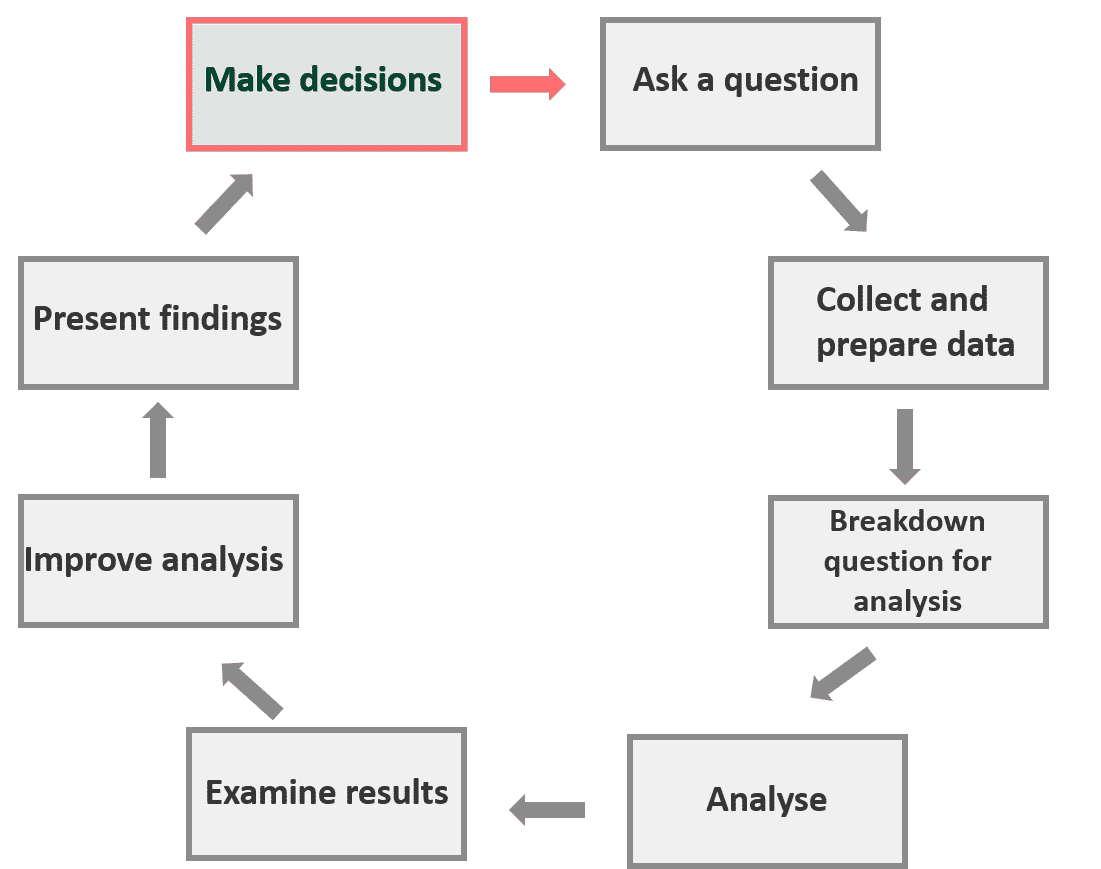 Make decisions
Ask a question
Collect and
prepare data
Breakdown
question for
analysis
Analyse
Examine results
Improve analysis
Present findings